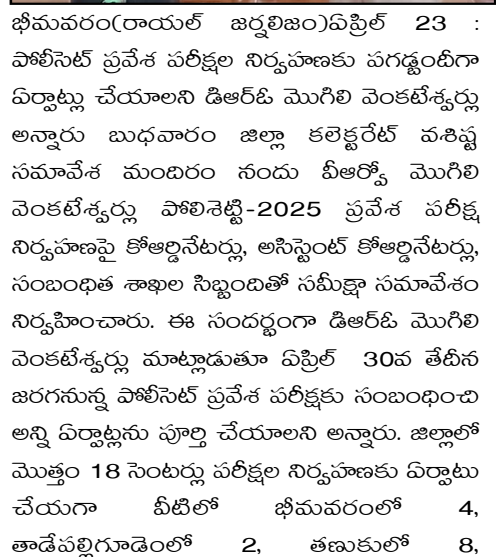 భీమవరం(రాయల్ జర్నలిజం)ఏప్రిల్ 23 :
పోలీసెట్ ప్రవేశ పరీక్షల నిర్వహణకు పగడ్బందీగా
ఏర్పాట్లు చేయాలని డిఆర్ఓ మొగిలి వెంకటేశ్వర్లు
అన్నారు బుధవారం జిల్లా కలెక్టరేట్ వశిష్ట
సమావేశ మందిరం నందు వీఆర్వో మొగిలి
వెంకటేశ్వర్లు పోలిశెట్టి-2025 ప్రవేశ పరీక్ష
నిర్వహణపై కోఆర్డినేటర్లు, అసిస్టెంట్ కోఆర్డినేటర్లు,
సంబంధిత శాఖల సిబ్బందితో సమీక్షా సమావేశం
నిర్వహించారు. ఈ సందర్భంగా డిఆర్ఓ మొగిలి
వెంకటేశ్వర్లు మాట్లాడుతూ ఏప్రిల్ 30వ తేదీన
జరగనున్న పోలీసెట్ ప్రవేశ పరీక్షకు సంబంధించి
అన్ని ఏర్పాట్లను పూర్తి చేయాలని అన్నారు. జిల్లాలో
మొత్తం 18 సెంటర్లు పరీక్షల నిర్వహణకు ఏర్పాటు
చేయగా వీటిలో భీమవరంలో 4,
తాడేపల్లిగూడెంలో 2, తణుకులో 8,